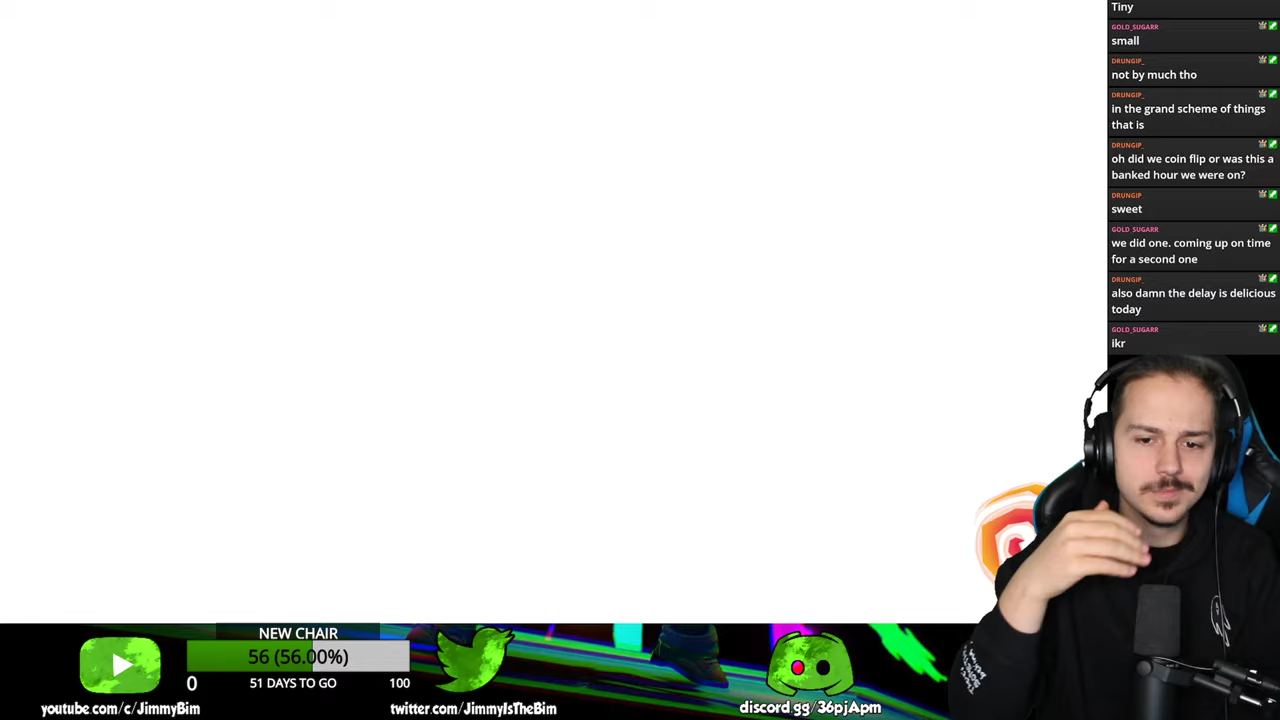 Tiny
GOLD_SUGARR
small
DRUNGIP_
not by much tho
DRUNGIP_
in the grand scheme of things
that is
DRUNGIP_
oh did we coin flip or was this a
banked hour we were on?
DRUNGIP_
sweet
GOLD_SUGARR
we did one. coming up on time
for a second one
DRUNGIP_
also damn the delay is delicious
today
GOLD_SUGARR
ikr
NEW CHAIR
56 (56.00%)
0
51 DAYS TO GO
100
youtube.com/c/JimmyBim
twitter.com/JimmyIsTheBim
discord.gg/36pjApm